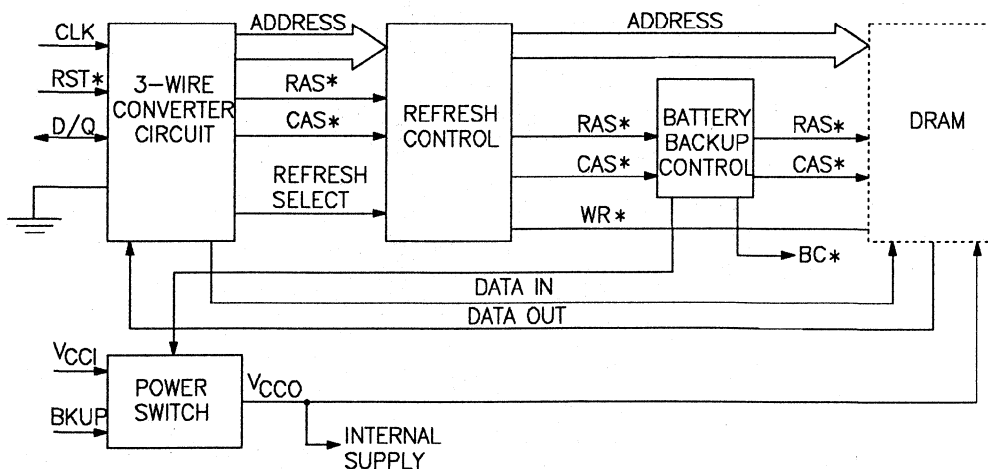 CLK
RST*
D/Q
3-WIRE
CONVERTER
CIRCUIT
ADDRESS
RAS*
CAS*
REFRESH
SELECT
REFRESH
CONTROL
ADDRESS
RAS*
CAS*
WR*
BATTERY
BACKUP
CONTROL
RAS*
CAS*
BC*
DRAM
DATA IN
DATA OUT
VCCI
BKUP
POWER
SWITCH
VCCO
INTERNAL
SUPPLY